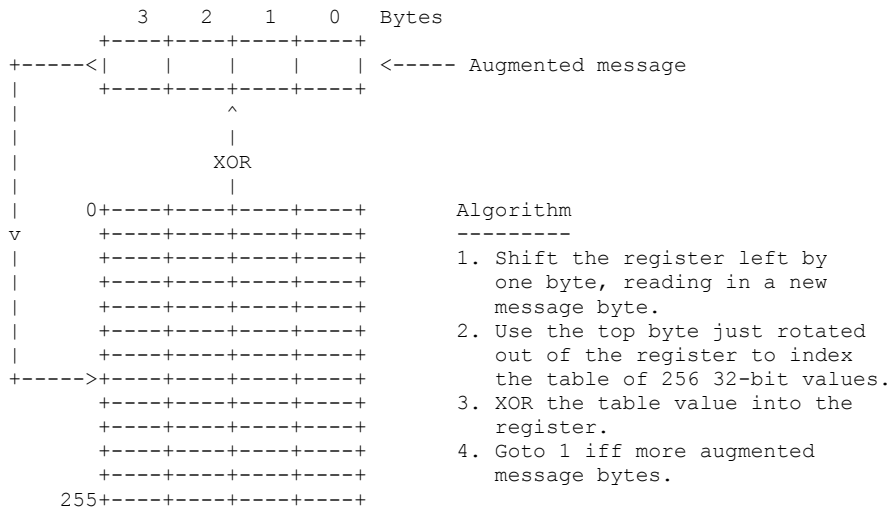 3    2    1    0   Bytes
+----+----+----+----+
+-----<|    |    |    |    | <----- Augmented message
|      +----+----+----+----+
|                ^
|                |
|               XOR
|                |
|     0+----+----+----+----+       Algorithm
v      +----+----+----+----+       ---------
|      +----+----+----+----+       1. Shift the register left by
|      +----+----+----+----+          one byte, reading in a new
|      +----+----+----+----+          message byte.
|      +----+----+----+----+       2. Use the top byte just rotated
|      +----+----+----+----+          out of the register to index
+----->+----+----+----+----+          the table of 256 32-bit values.
+----+----+----+----+       3. XOR the table value into the
+----+----+----+----+          register.
+----+----+----+----+       4. Goto 1 iff more augmented
+----+----+----+----+          message bytes.
255+----+----+----+----+